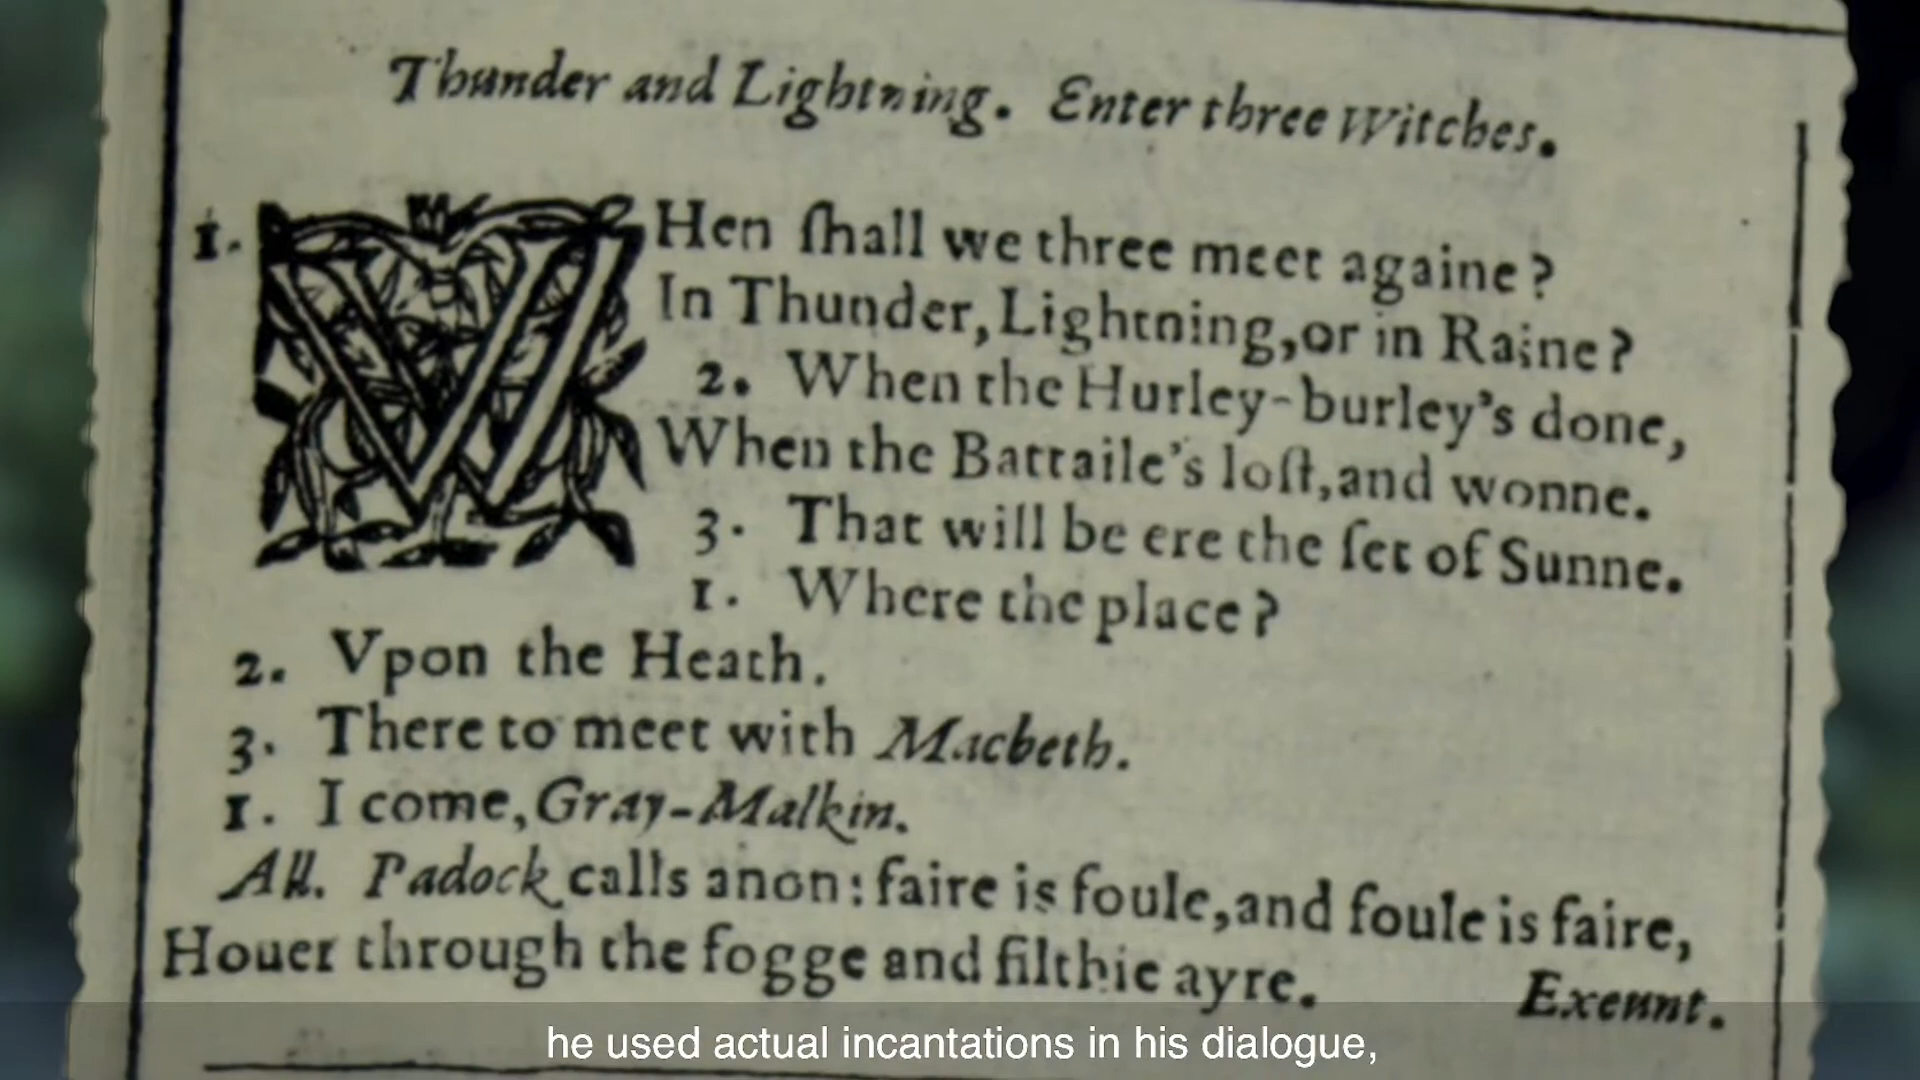 Thunder and Lightning. Enter three Witches.
1. WHen ſhall we three meet againe?
In Thunder, Lightning, or in Raine?
2. When the Hurley-burley's done,
When the Battaile's loſt, and wonne.
3. That will be ere the ſet of Sunne.
1. Where the place?
2. Vpon the Heath.
3. There to meet with Macbeth.
1. I come, Gray-Malkin.
All. Padock calls anon: faire is foule, and foule is faire,
Houer through the fogge and filthie ayre. Exeunt.
he used actual incantations in his dialogue,